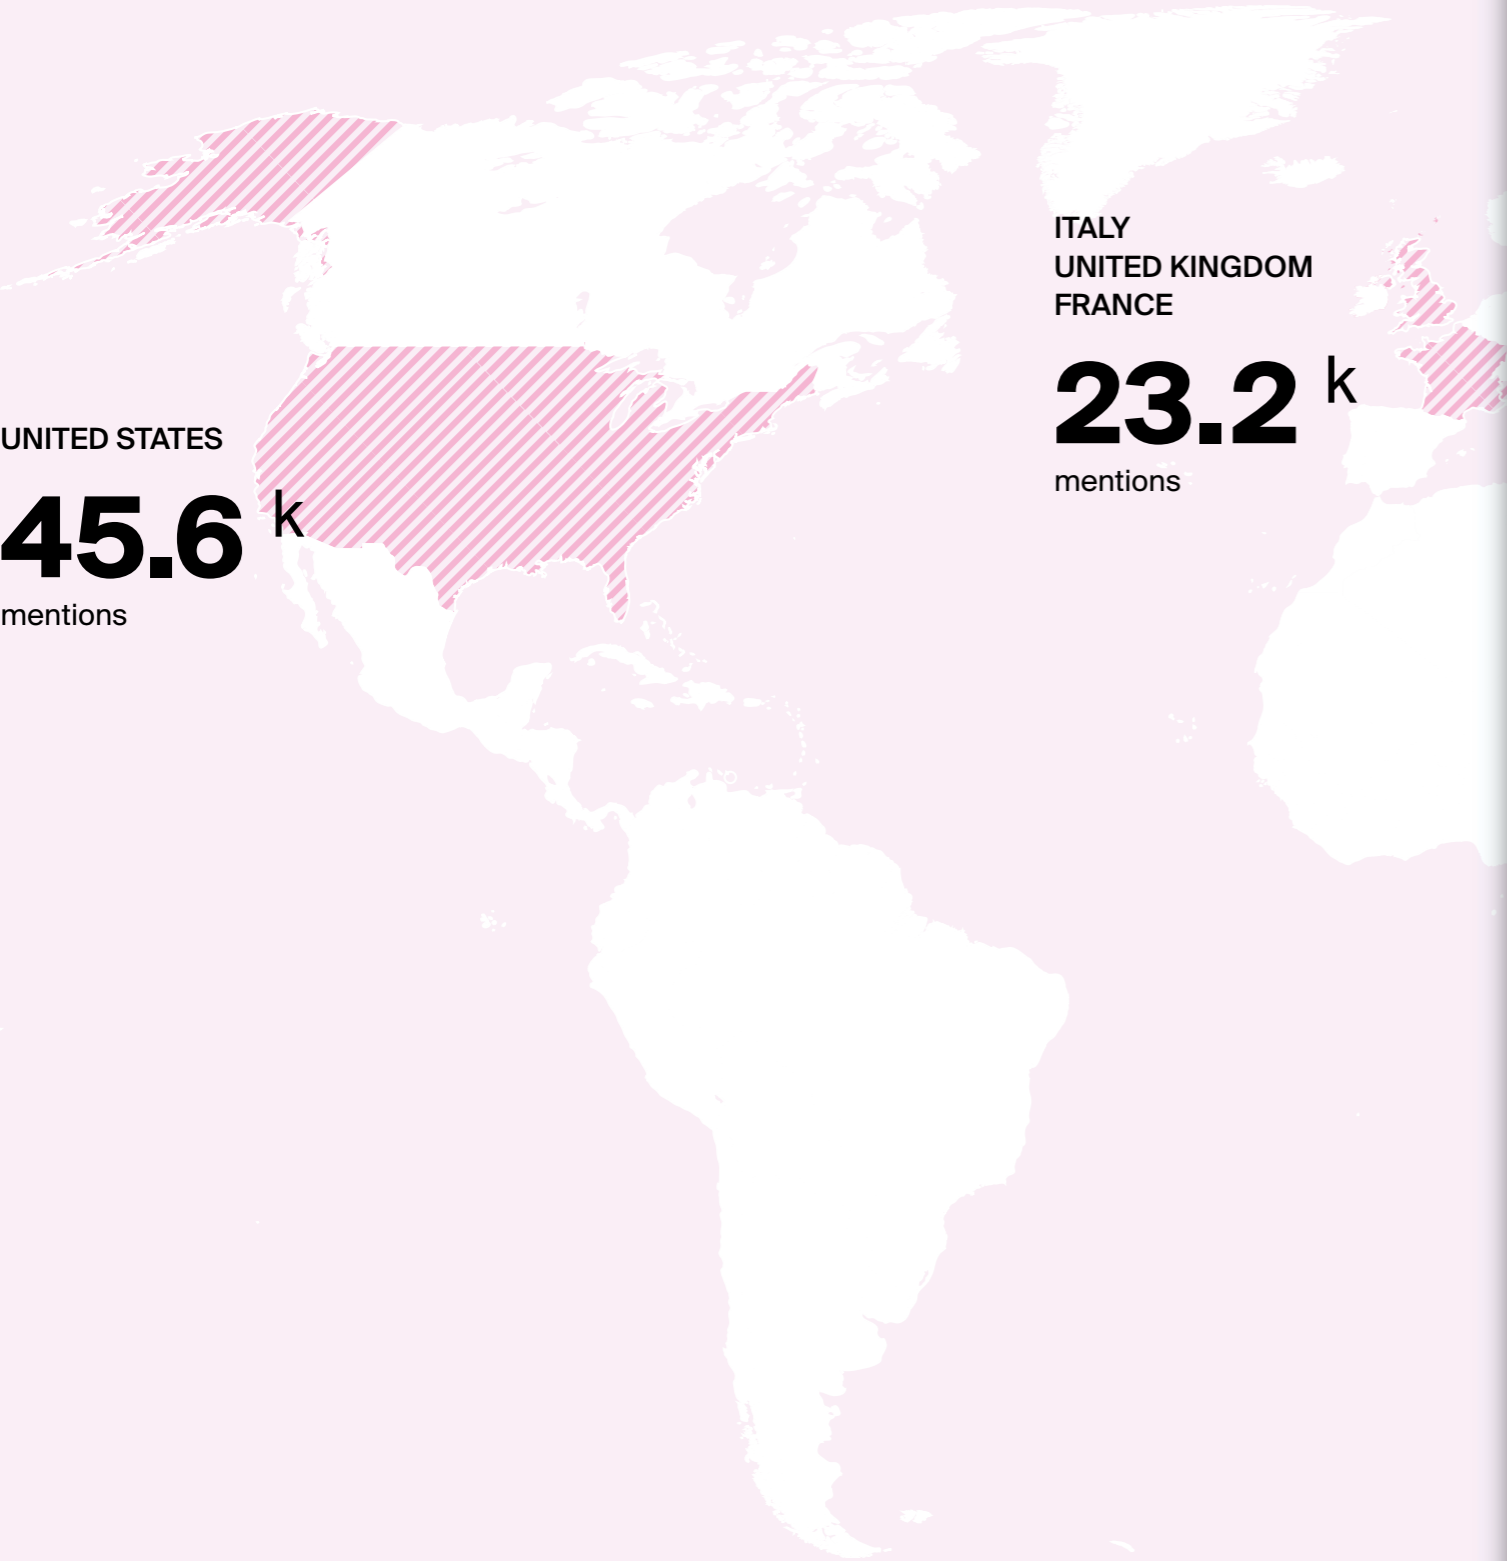 UNITED STATES
45.6 k
mentions
ITALY
UNITED KINGDOM
FRANCE
23.2 k
mentions